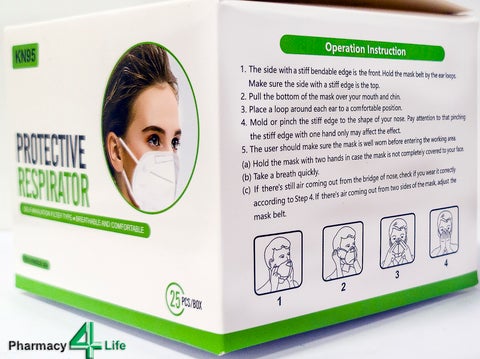 KN95
PROTECTIVE
RESPIRATOR
BREATHABLE AND COMFORTABLE
25 PCS/BOX
Operation Instruction
1. The side with a stiff bendable edge is the front. Hold the mask belt by the ear loops.
Make sure the side with a stiff edge is the top.
2. Pull the bottom of the mask over your mouth and chin.
3. Place a loop around each ear to a comfortable position.
4. Mold or pinch the stiff edge to the shape of your nose. Pay attention to that pinching
the stiff edge with one hand only may affect the effect.
5. The user should make sure the mask is well worn before entering the working area.
(a) Hold the mask with two hands in case the mask is not completely covered to your face.
(b) Take a breath quickly.
(c) If there's still air coming out from the bridge of nose, check if you wear it correctly
according to Step 4. If there's air coming out from two sides of the mask, adjust the
mask belt.
1 2 3 4
Pharmacy 4 Life